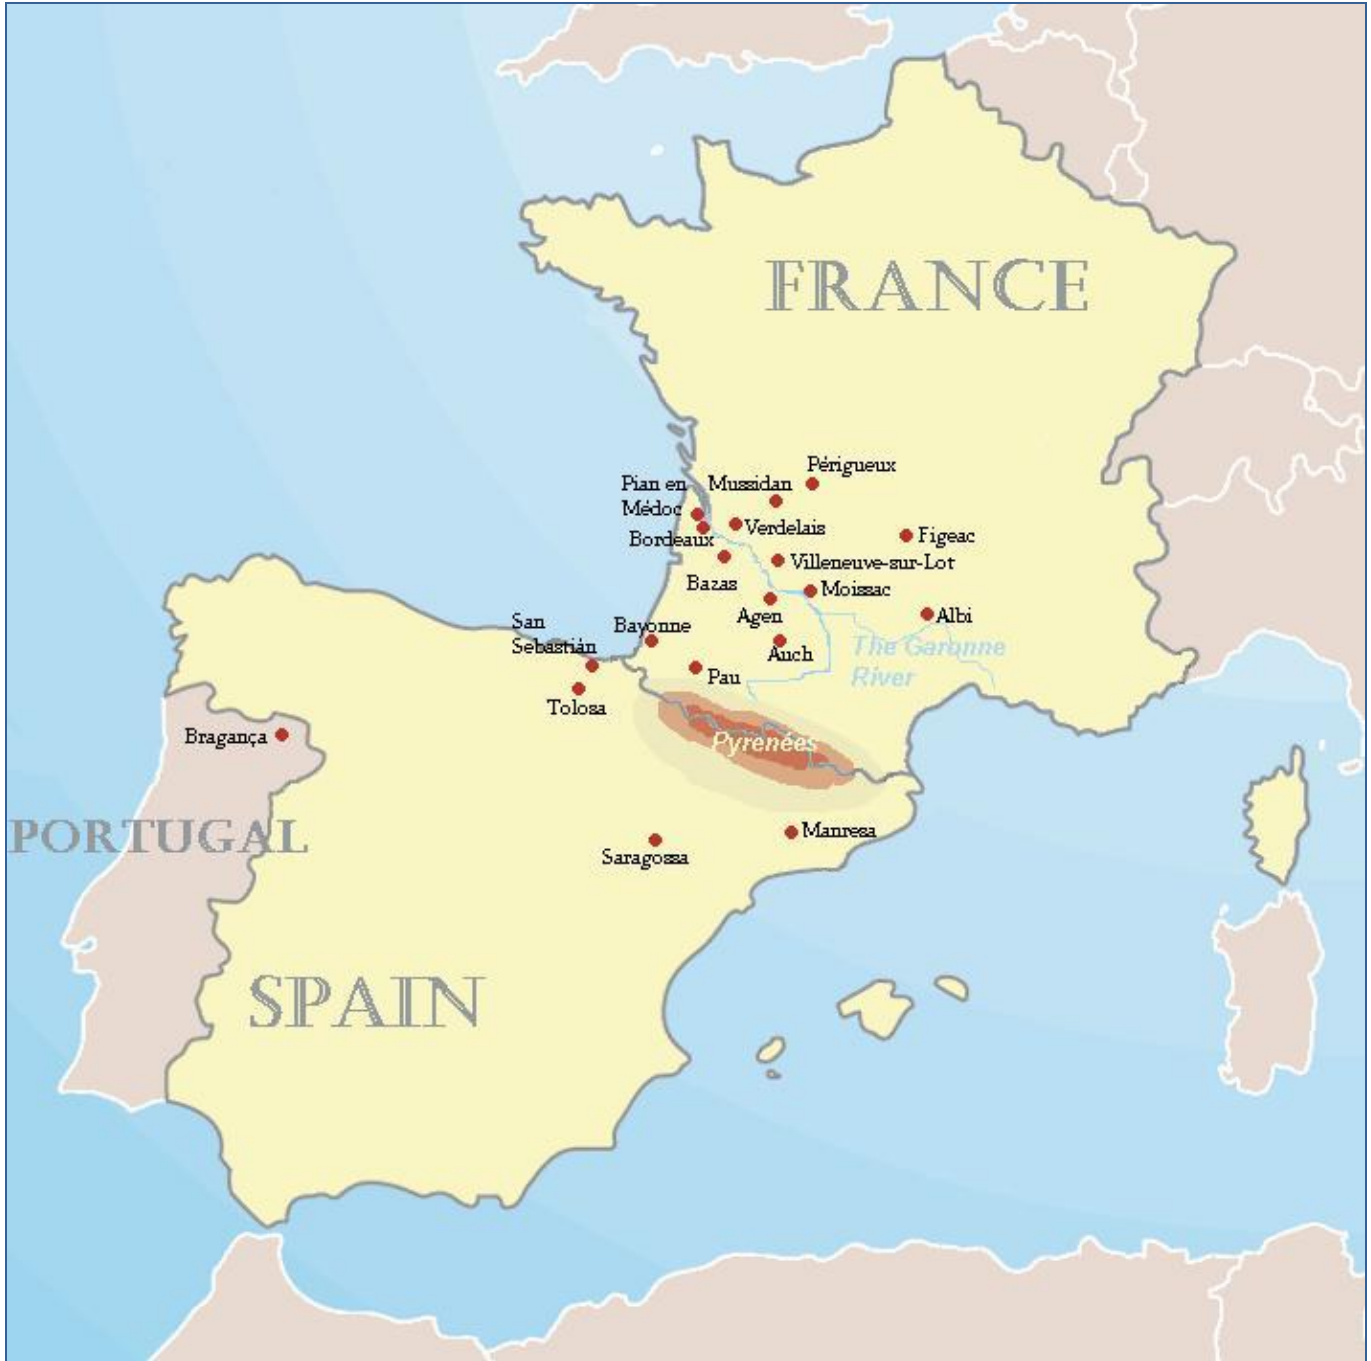 FRANCE
Périgueux
Pian en
Médoc
Mussidan
Verdelais
Bordeaux
Figeac
Villeneuve-sur-Lot
Bazas
Moissac
Agen
Albi
San
Sebastián
Bayonne
Auch
The Garonne
River
Pau
Tolosa
Bragança
Pyrenées
PORTUGAL
Manresa
Saragossa
SPAIN